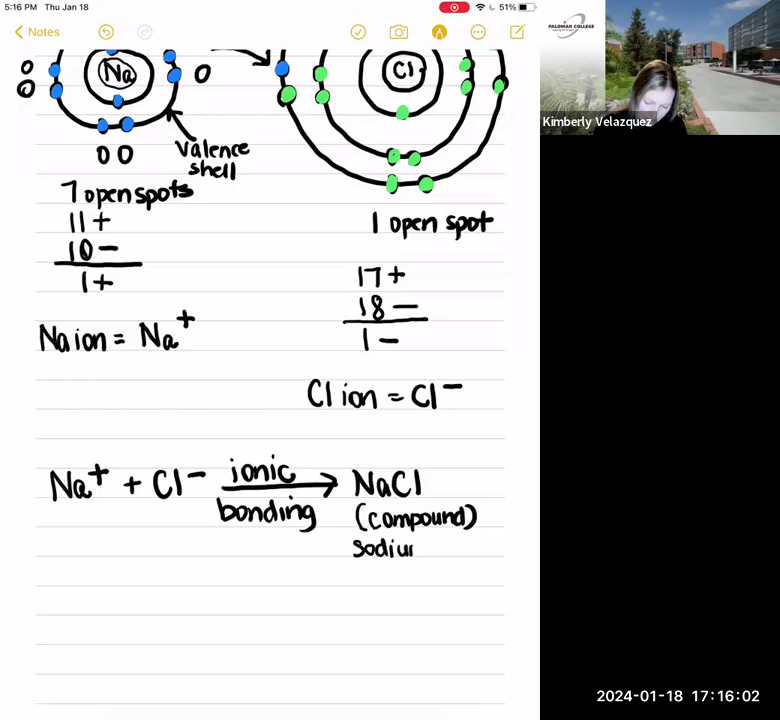 5:16 PM Thu Jan 18
51%
Notes
PALOMAR COLLEGE
Kimberly Velazquez
Na
Cl
Valence
shell
7 open spots
11+
10-
1+
1 open spot
17+
18-
1-
Na ion = Na+
Cl ion = Cl-
Na+ + Cl- ionic bonding → NaCl
(compound)
sodiu
2024-01-18 17:16:02